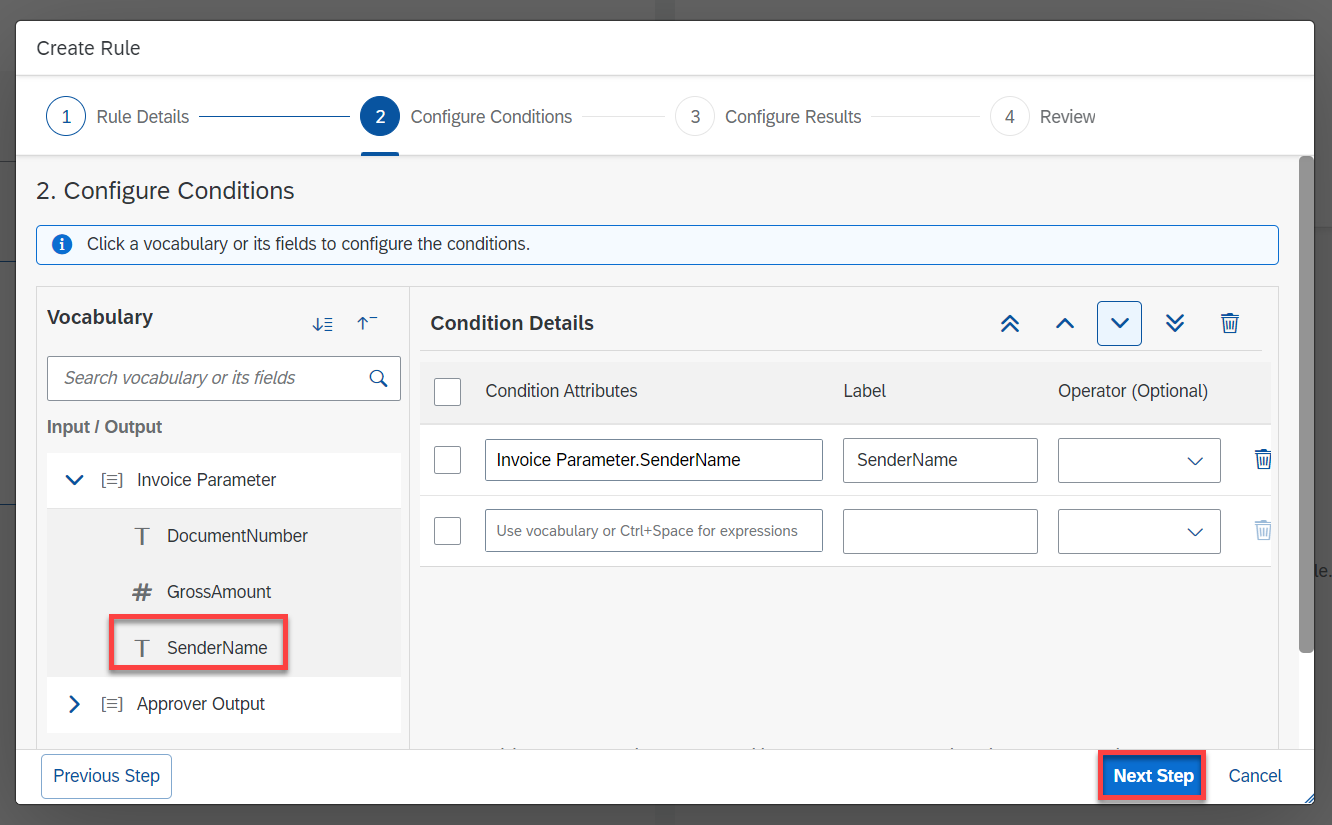 Create Rule
1 Rule Details 2 Configure Conditions 3 Configure Results 4 Review
2. Configure Conditions
Click a vocabulary or its fields to configure the conditions.
Vocabulary
Search vocabulary or its fields
Input / Output
Invoice Parameter
T DocumentNumber
# GrossAmount
T SenderName
Approver Output
Condition Details
Condition Attributes Label Operator (Optional)
Invoice Parameter.SenderName SenderName
Use vocabulary or Ctrl+Space for expressions
le.
Previous Step Next Step Cancel